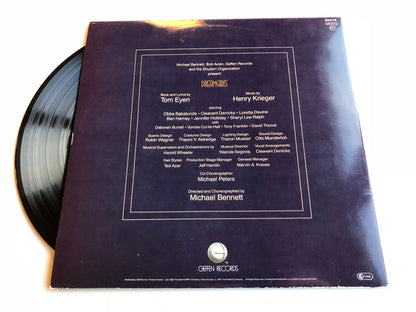 Michael Bennett, Bob Avian, Geffen Records
and the Shubert Organization
present
DREAMGIRLS
Book and Lyrics by
Tom Eyen
Music by
Henry Krieger
starring
Obba Babatunde • Cleavant Derricks • Loretta Devine
Ben Harney • Jennifer Holliday • Sheryl Lee Ralph
with
Deborah Burrell • Vondie Curtis-Hall • Tony Franklin • David Thomé
Scenic Design
Robin Wagner
Costume Design
Theoni V. Aldredge
Lighting Design
Tharon Musser
Sound Design
Otts Munderloh
Musical Supervision and Orchestrations by
Harold Wheeler
Musical Director
Yolanda Segovia
Vocal Arrangements
Cleavant Derricks
Hair Styles
Ted Azar
Production Stage Manager
Jeff Hamlin
General Manager
Marvin A. Krauss
Co-Choreographer
Michael Peters
Directed and Choreographed by
Michael Bennett
GEFFEN RECORDS